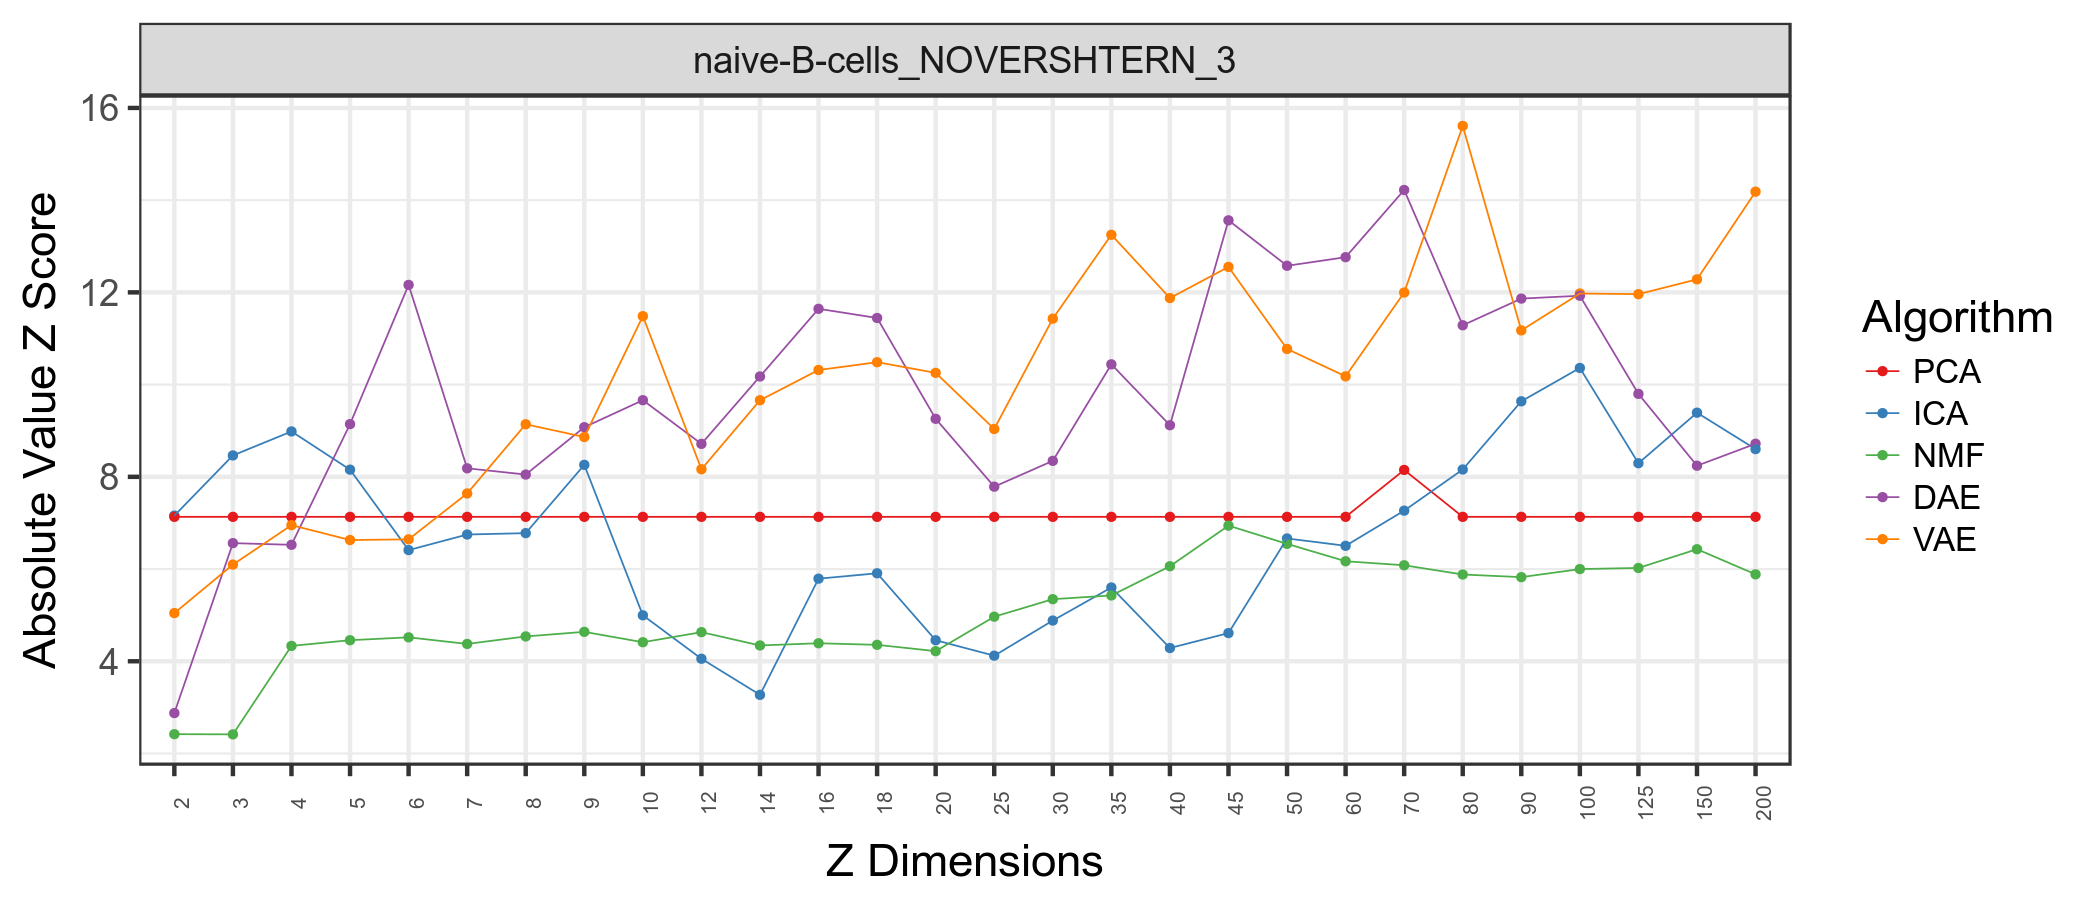 naive-B-cells_NOVERSHTERN_3
16
12
8
4
Absolute Value Z Score
2 3 4 5 6 7 8 9 10 12 14 16 18 20 25 30 35 40 45 50 60 70 80 90 100 125 150 200
Z Dimensions
Algorithm
PCA
ICA
NMF
DAE
VAE